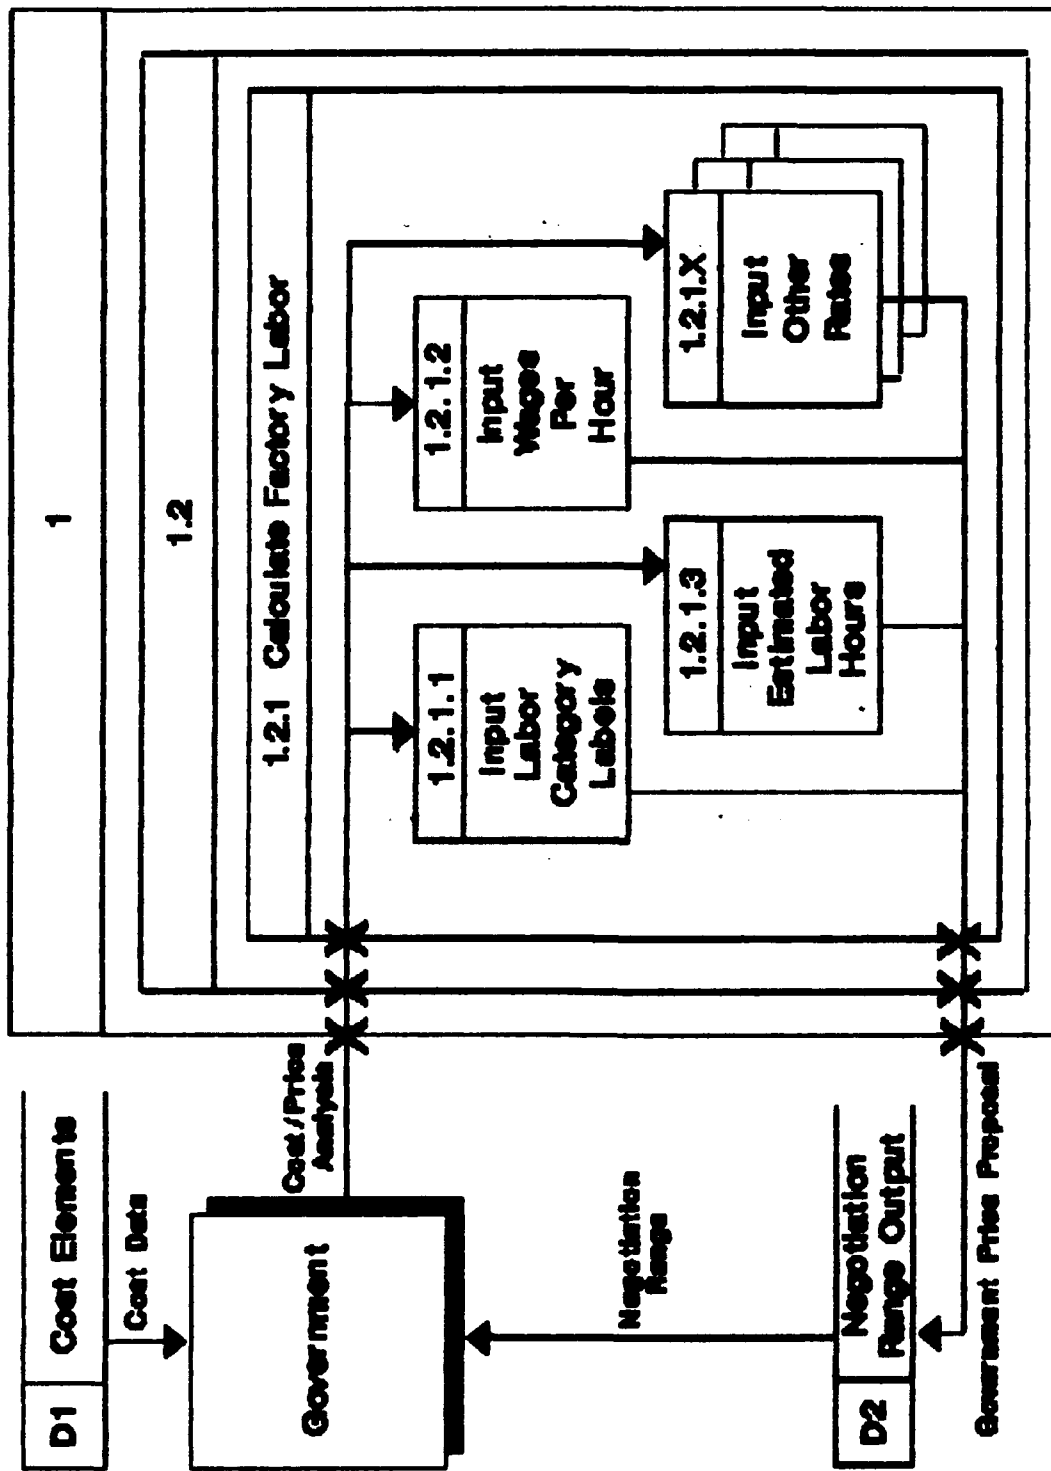 D1
Cost Elements
Cost Data
Government
Cost/Price
Analysis
Negotiation
Range
D2
Negotiation
Range Output
Government Price Proposal
1
1.2
1.2.1 Calculate Factory Labor
1.2.1.1
Input
Labor
Category
Labels
1.2.1.2
Input
Wages
Per
Hour
1.2.1.3
Input
Estimated
Labor
Hours
1.2.1.X
Input
Other
Rates